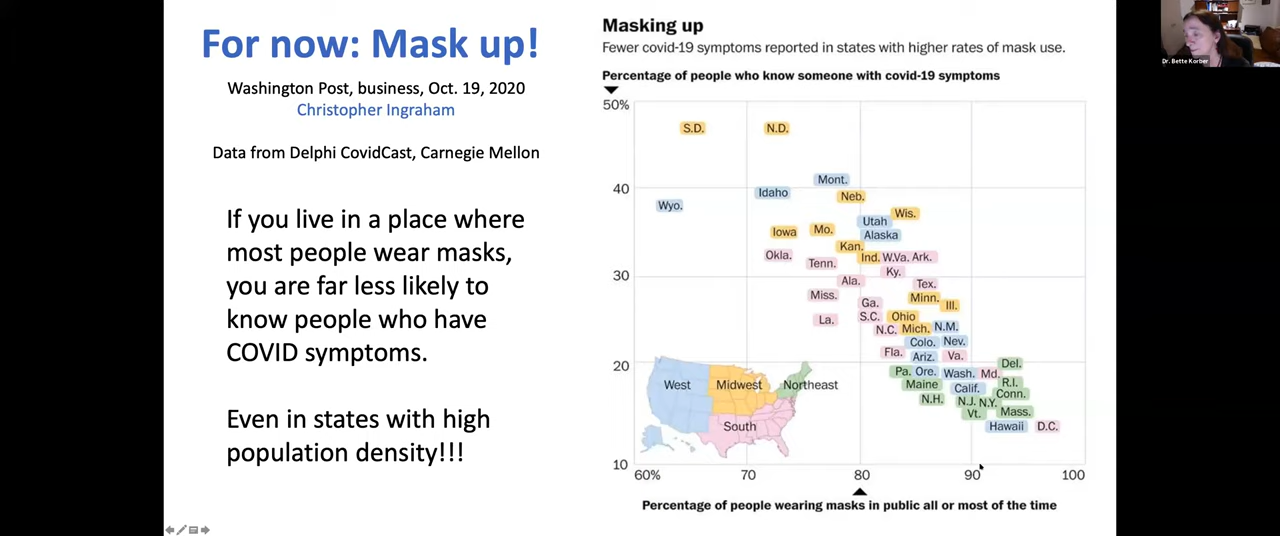 For now: Mask up!
Washington Post, business, Oct. 19, 2020
Christopher Ingraham
Data from Delphi CovidCast, Carnegie Mellon
If you live in a place where
most people wear masks,
you are far less likely to
know people who have
COVID symptoms.
Even in states with high
population density!!!
Masking up
Fewer covid-19 symptoms reported in states with higher rates of mask use.
Percentage of people who know someone with covid-19 symptoms
50%
S.D. N.D.
Mont.
40
Idaho Neb.
Wyo. Wis.
Utah
Iowa Mo. Alaska
Kan.
Okla. Ind. W.Va. Ark.
Tenn. Ky.
30
Ala. Tex.
Miss. Minn.
Ga. Ill.
La. S.C. Ohio
N.C. Mich. N.M.
Colo. Nev.
Fla. Ariz. Va.
20
Del.
Pa. Ore. Wash. Md.
West Midwest Northeast Maine Calif. R.I.
Conn.
N.H. N.J. N.Y.
Vt. Mass.
South Hawaii D.C.
10
60% 70 80 90 100
Percentage of people wearing masks in public all or most of the time
Dr. Bette Korber